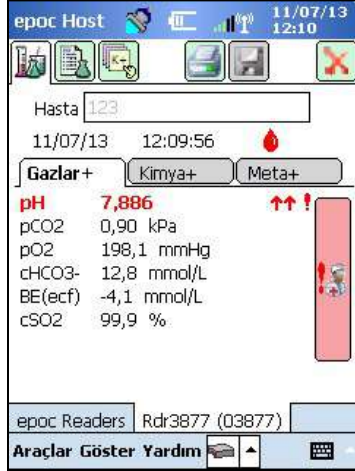 epoc Host 11/07/13
12:10
K+
Hasta 123
11/07/13 12:09:56
Gazlar+ Kimya+ Meta+
pH 7,886 ↑↑ !
pCO2 0,90 kPa
pO2 198,1 mmHg
cHCO3- 12,8 mmol/L
BE(ecf) -4,1 mmol/L
cSO2 99,9 %
epoc Readers Rdr3877 (03877)
Araçlar Göster Yardım